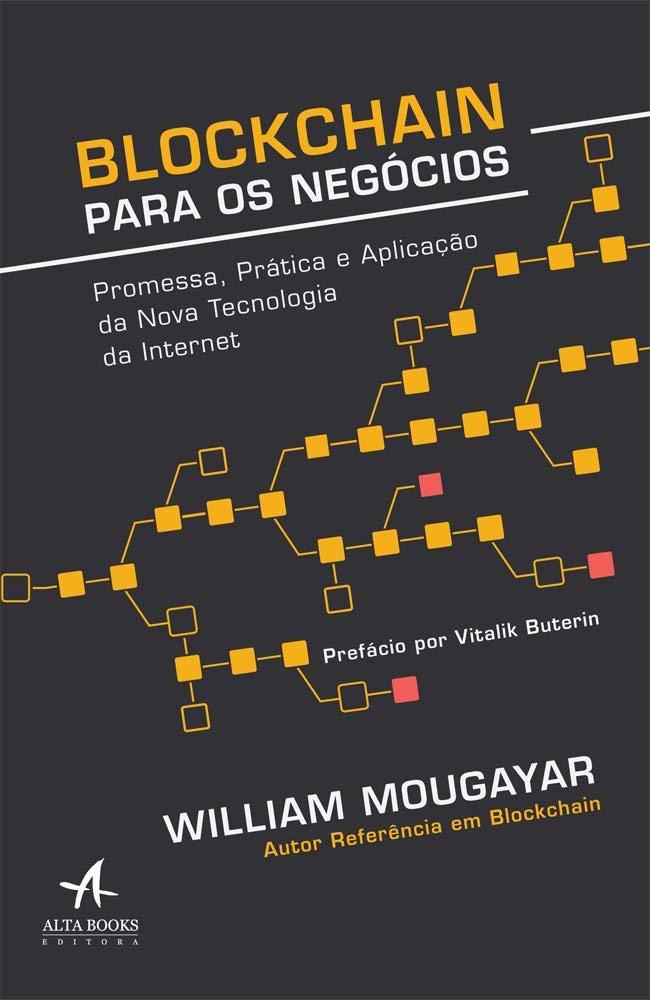 BLOCKCHAIN
PARA OS NEGÓCIOS
Promessa, Prática e Aplicação
da Nova Tecnologia
da Internet
Prefácio por Vitalik Buterin
WILLIAM MOUGAYAR
Autor Referência em Blockchain
ALTA BOOKS
EDITORA